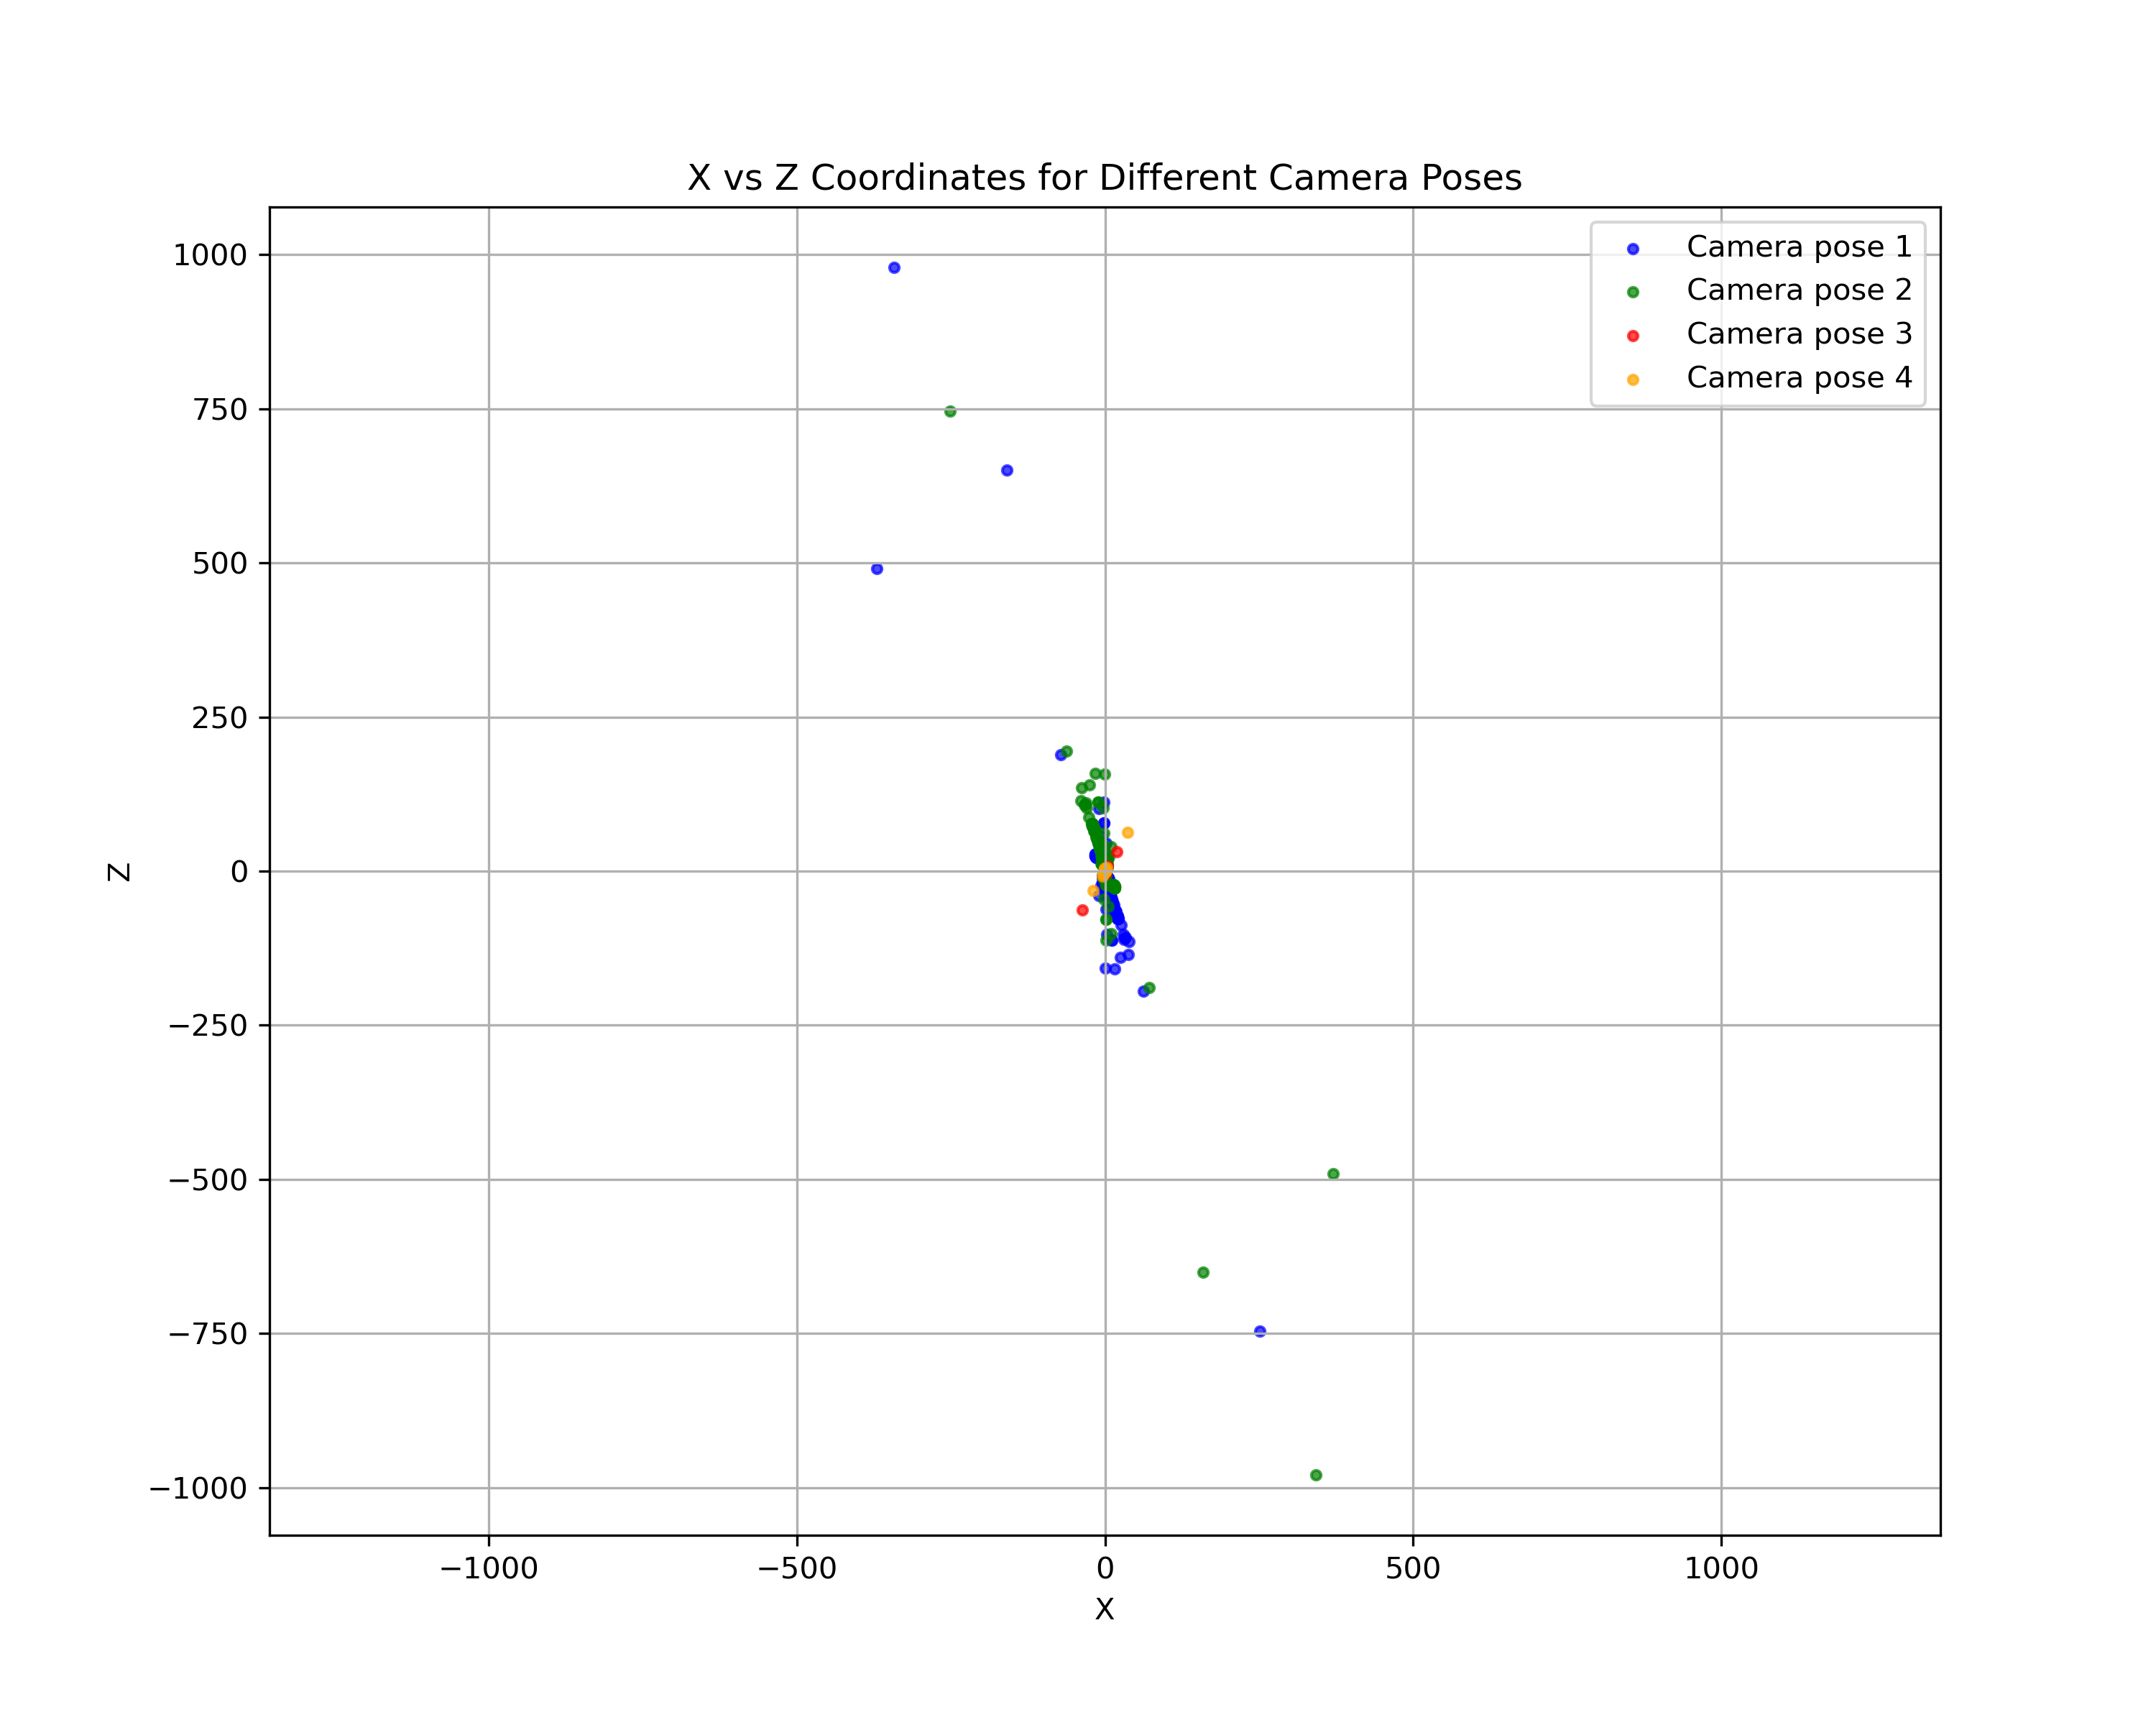 X vs Z Coordinates for Different Camera Poses
1000
750
500
250
0
−250
−500
−750
−1000
Z
Camera pose 1
Camera pose 2
Camera pose 3
Camera pose 4
−1000
−500
0
500
1000
X